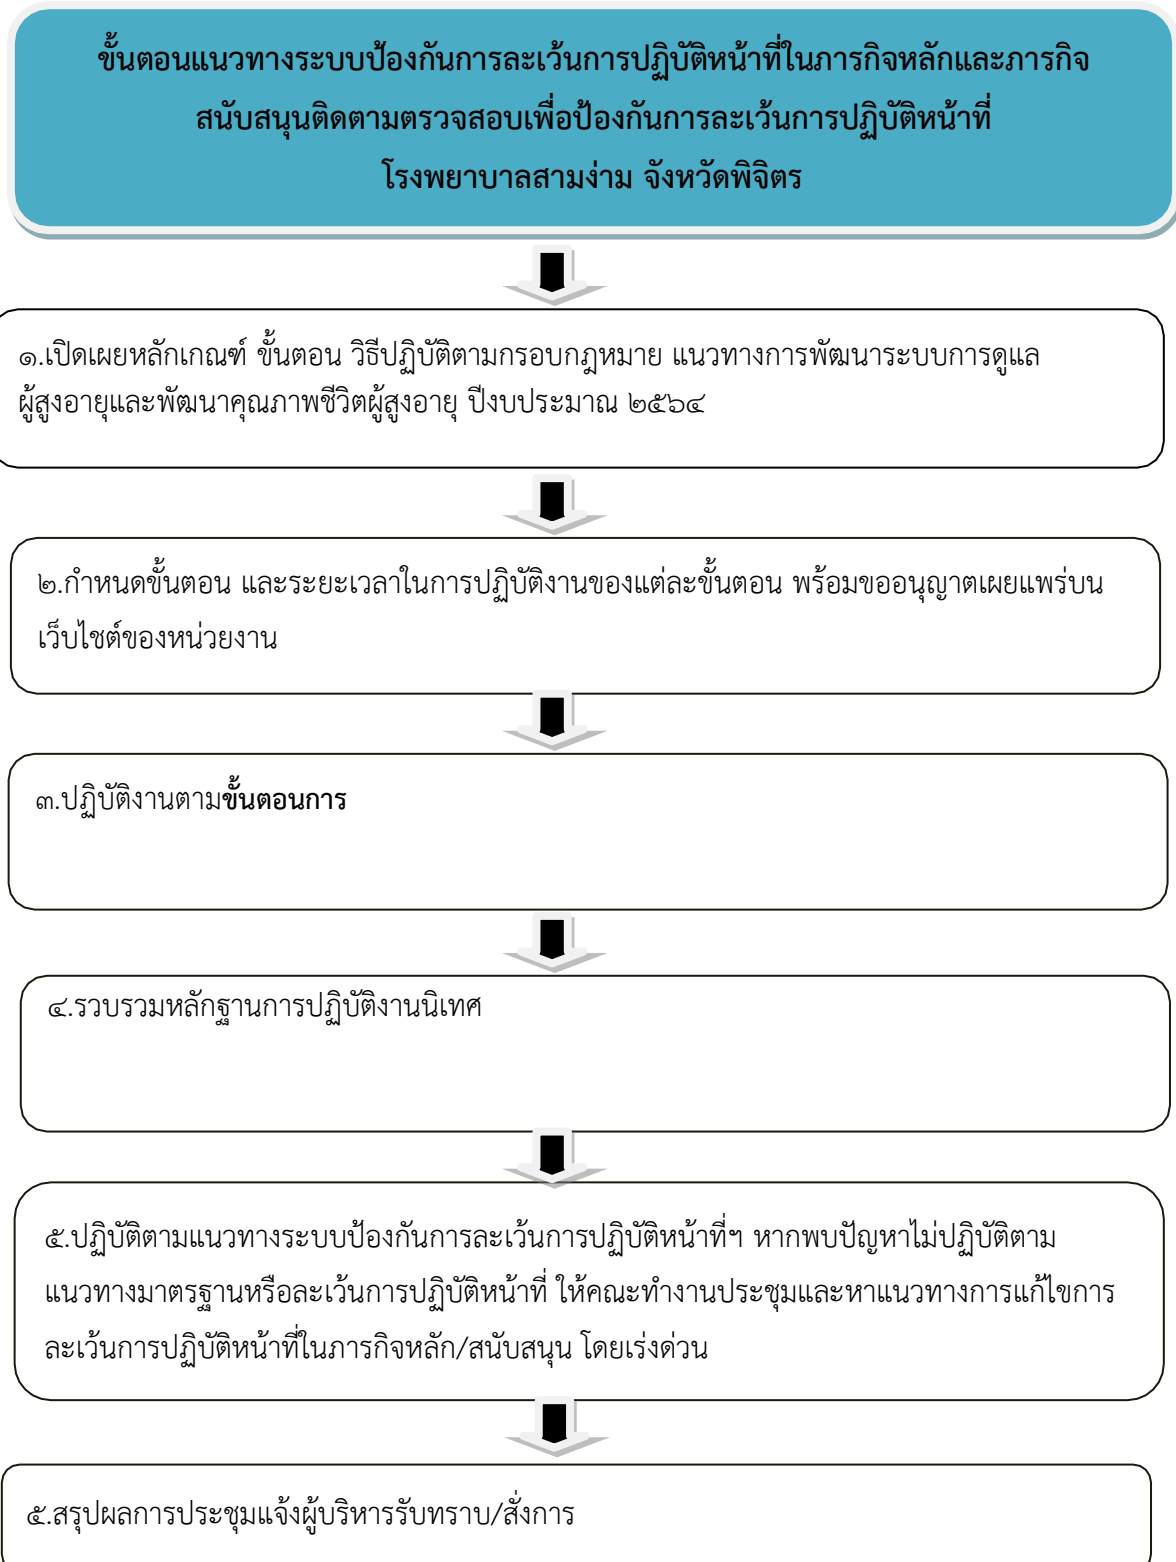 ขั้นตอนแนวทางระบบป้องกันการละเว้นการปฏิบัติหน้าที่ในภารกิจหลักและภารกิจ
สนับสนุนติดตามตรวจสอบเพื่อป้องกันการละเว้นการปฏิบัติหน้าที่
โรงพยาบาลสามง่าม จังหวัดพิจิตร
๑.เปิดเผยหลักเกณฑ์ ขั้นตอน วิธีปฏิบัติตามกรอบกฎหมาย แนวทางการพัฒนาระบบการดูแล
ผู้สูงอายุและพัฒนาคุณภาพชีวิตผู้สูงอายุ ปีงบประมาณ ๒๕๖๔
๒.กำหนดขั้นตอน และระยะเวลาในการปฏิบัติงานของแต่ละขั้นตอน พร้อมขออนุญาตเผยแพร่บน
เว็บไซต์ของหน่วยงาน
๓.ปฏิบัติงานตามขั้นตอนการ
๔.รวบรวมหลักฐานการปฏิบัติงานนิเทศ
๕.ปฏิบัติตามแนวทางระบบป้องกันการละเว้นการปฏิบัติหน้าที่ฯ หากพบปัญหาไม่ปฏิบัติตาม
แนวทางมาตรฐานหรือละเว้นการปฏิบัติหน้าที่ ให้คณะทำงานประชุมและหาแนวทางการแก้ไขการ
ละเว้นการปฏิบัติหน้าที่ในภารกิจหลัก/สนับสนุน โดยเร่งด่วน
๕.สรุปผลการประชุมแจ้งผู้บริหารรับทราบ/สั่งการ